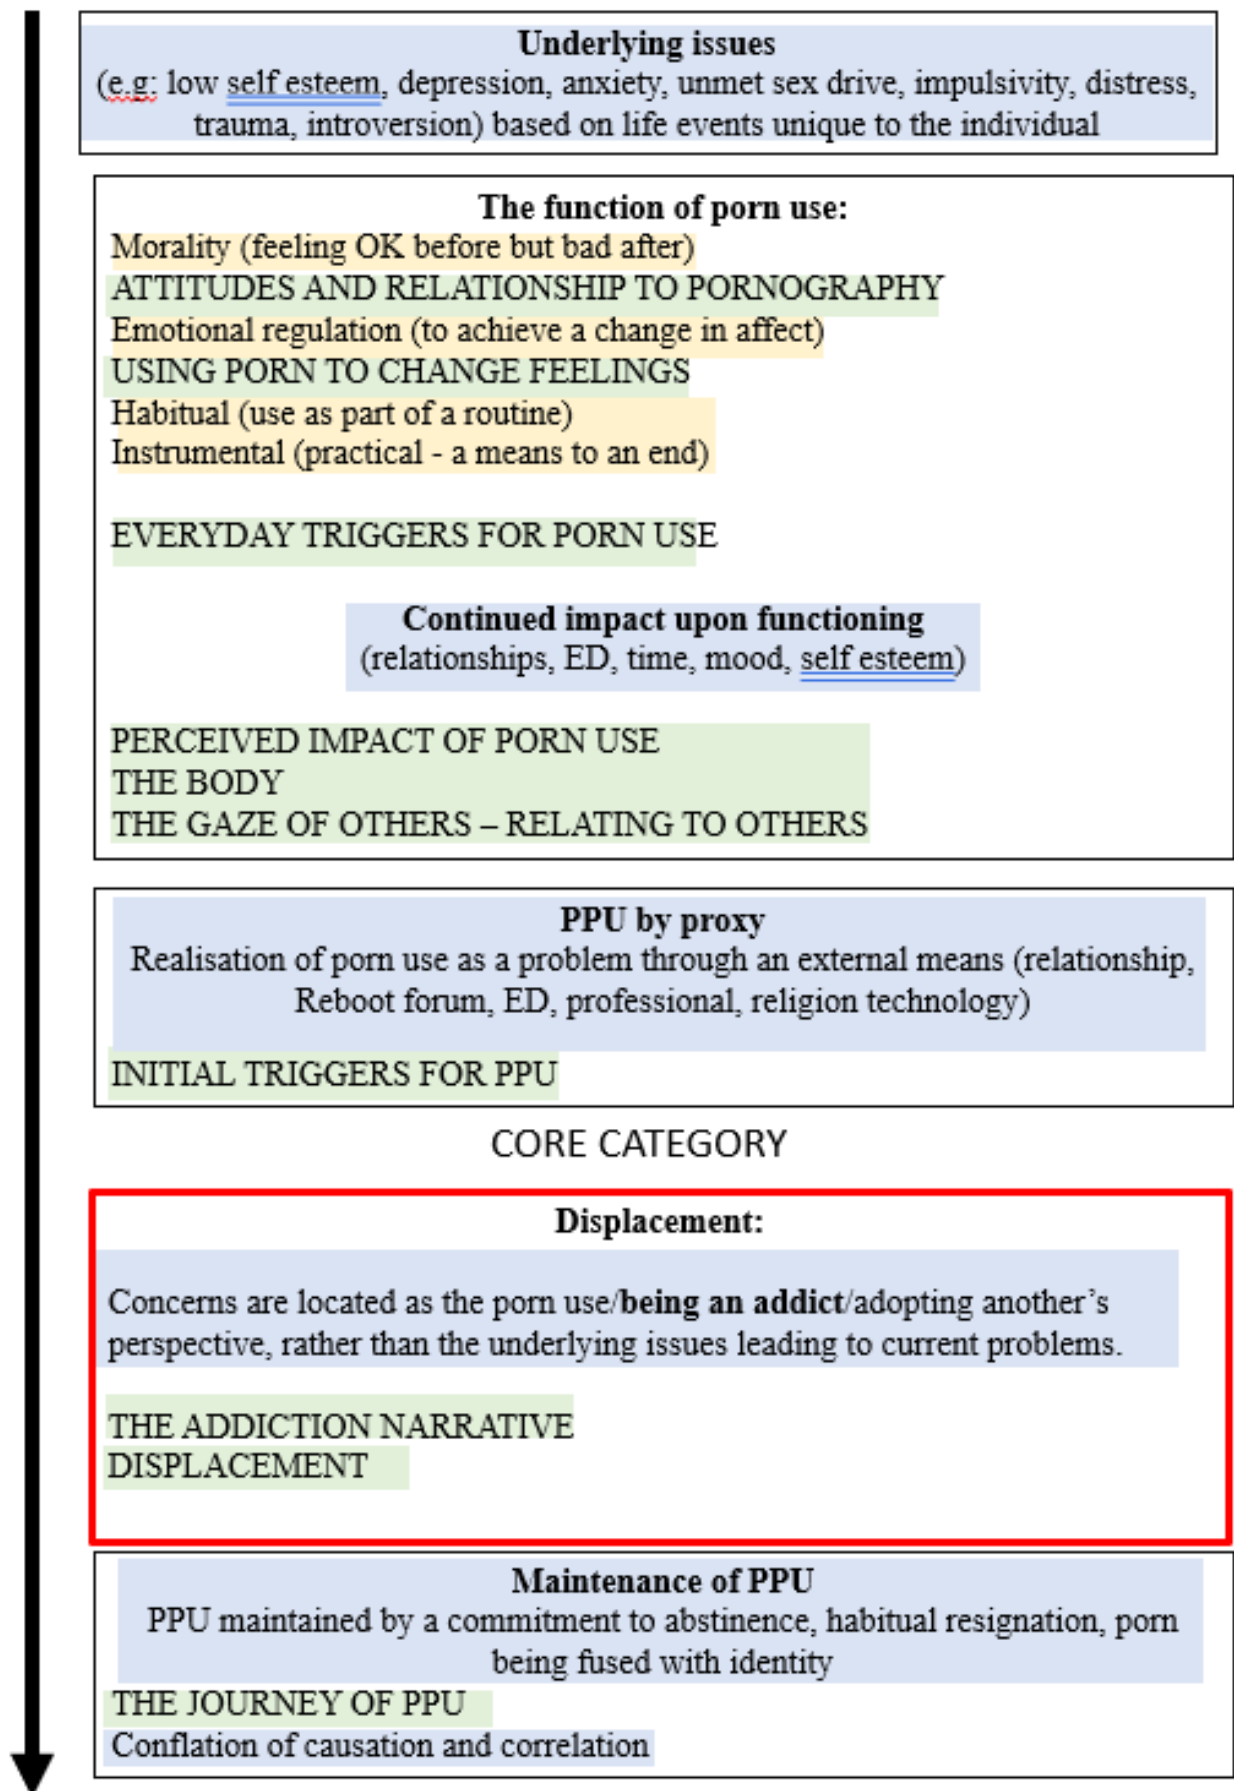 Underlying issues
(e.g: low self esteem, depression, anxiety, unmet sex drive, impulsivity, distress,
trauma, introversion) based on life events unique to the individual
The function of porn use:
Morality (feeling OK before but bad after)
ATTITUDES AND RELATIONSHIP TO PORNOGRAPHY
Emotional regulation (to achieve a change in affect)
USING PORN TO CHANGE FEELINGS
Habitual (use as part of a routine)
Instrumental (practical - a means to an end)
EVERYDAY TRIGGERS FOR PORN USE
Continued impact upon functioning
(relationships, ED, time, mood, self esteem)
PERCEIVED IMPACT OF PORN USE
THE BODY
THE GAZE OF OTHERS – RELATING TO OTHERS
PPU by proxy
Realisation of porn use as a problem through an external means (relationship,
Reboot forum, ED, professional, religion technology)
INITIAL TRIGGERS FOR PPU
CORE CATEGORY
Displacement:
Concerns are located as the porn use/being an addict/adopting another’s
perspective, rather than the underlying issues leading to current problems.
THE ADDICTION NARRATIVE
DISPLACEMENT
Maintenance of PPU
PPU maintained by a commitment to abstinence, habitual resignation, porn
being fused with identity
THE JOURNEY OF PPU
Conflation of causation and correlation